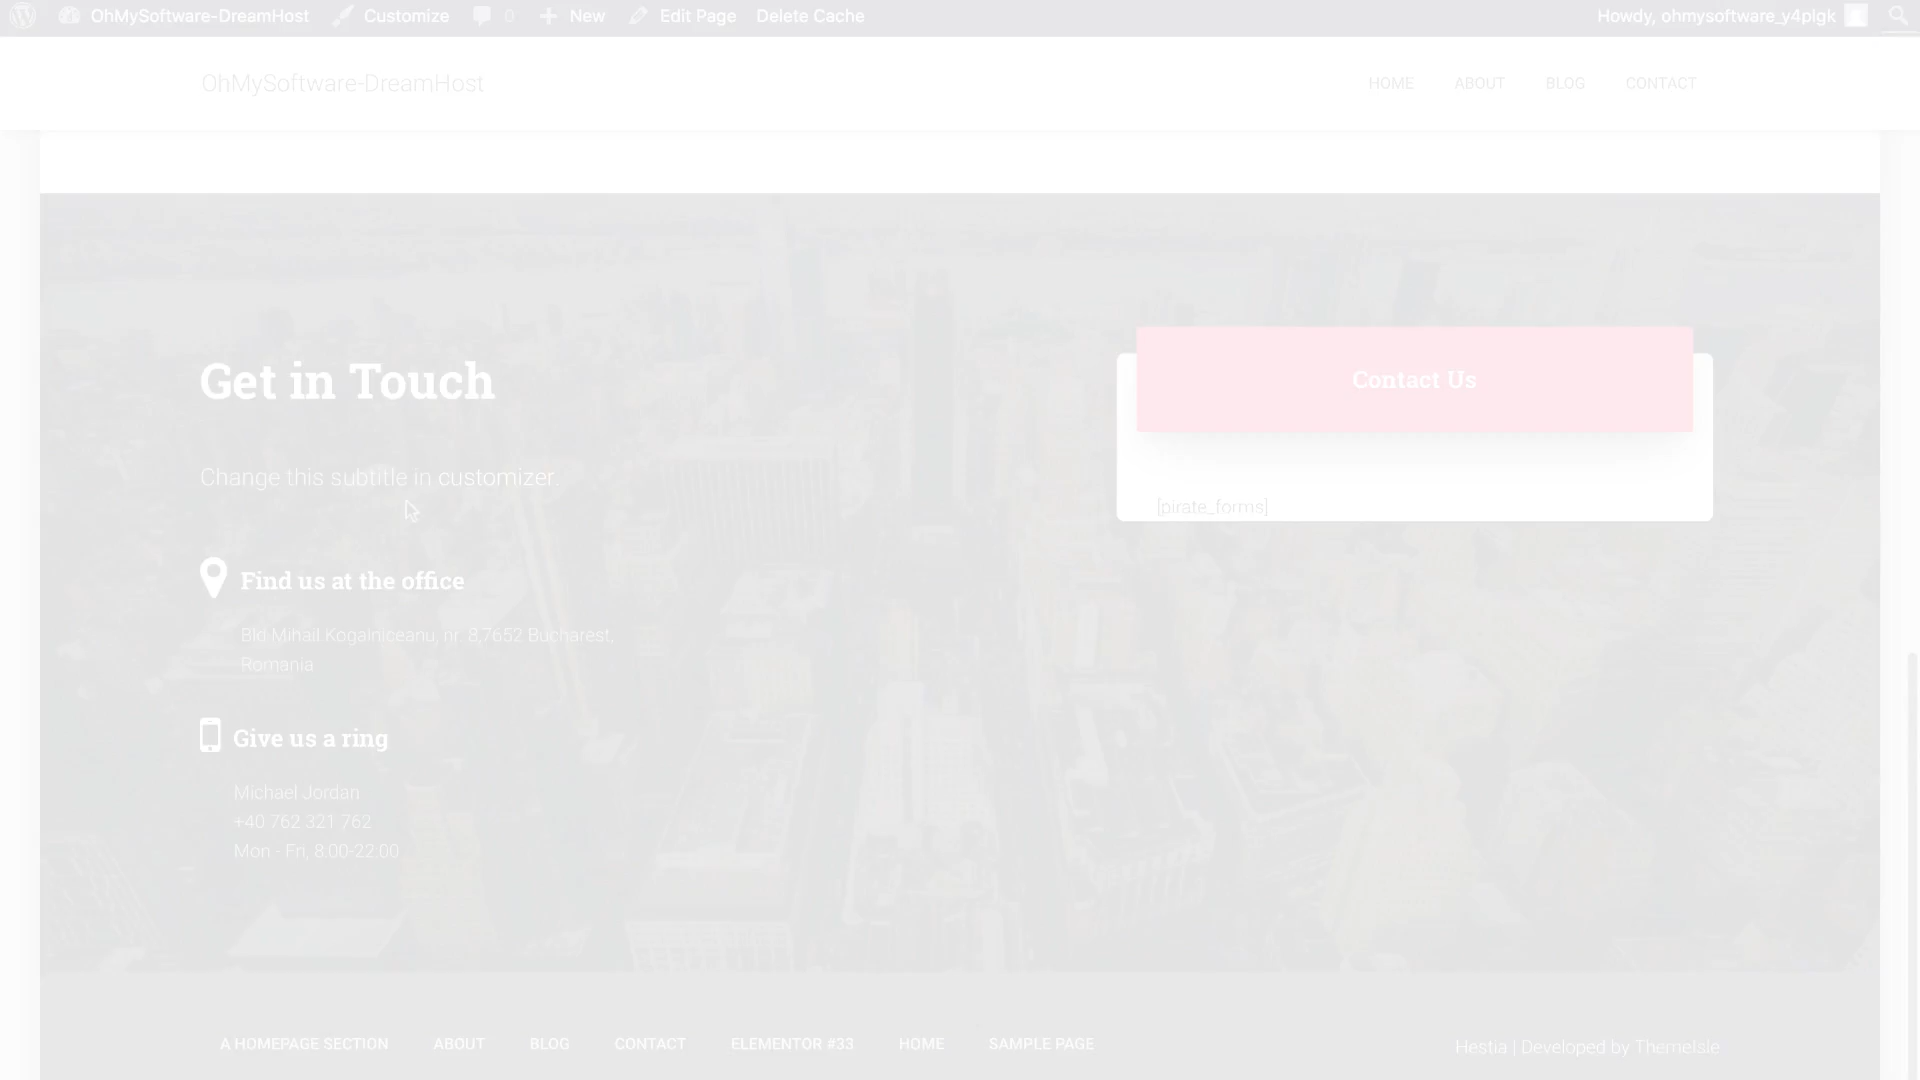 OhMySoftware-DreamHost Customize 0 New Edit Page Delete Cache Howdy, ohmysoftware_y4plgk
OhMySoftware-DreamHost HOME ABOUT BLOG CONTACT
Get in Touch
Contact Us
Change this subtitle in customizer.
[pirate_forms]
Find us at the office
Bld Mihail Kogalniceanu, nr. 8,7652 Bucharest,
Romania
Give us a ring
Michael Jordan
+40 762 321 762
Mon - Fri, 8:00-22:00
A HOMEPAGE SECTION ABOUT BLOG CONTACT ELEMENTOR #33 HOME SAMPLE PAGE Hestia | Developed by ThemeIsle